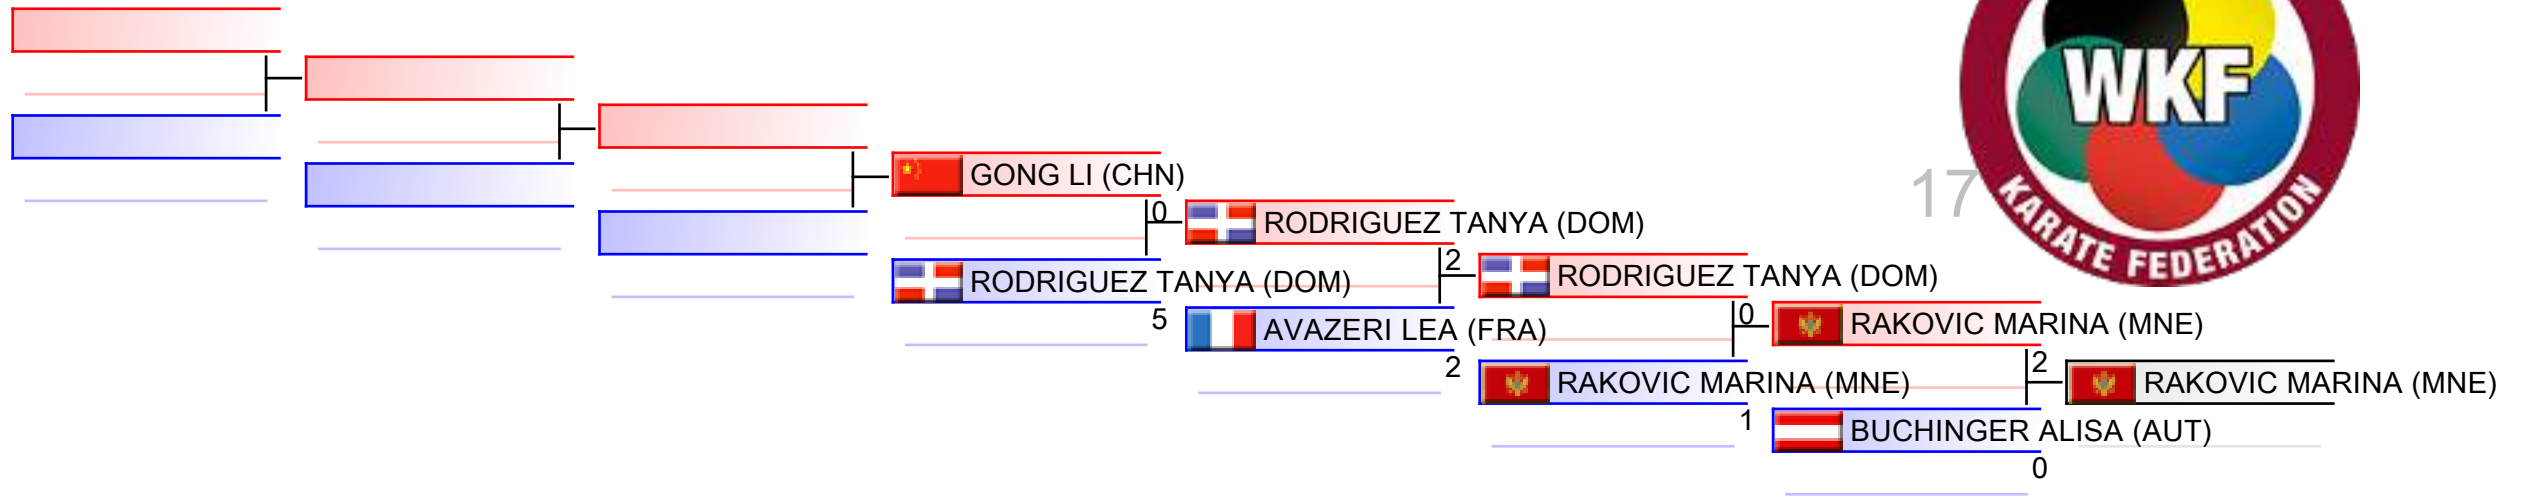 WKF
KARATE FEDERATION
17
GONG LI (CHN)
0
RODRIGUEZ TANYA (DOM)
5
RODRIGUEZ TANYA (DOM)
2
AVAZERI LEA (FRA)
2
RODRIGUEZ TANYA (DOM)
0
RAKOVIC MARINA (MNE)
1
RAKOVIC MARINA (MNE)
2
BUCHINGER ALISA (AUT)
0
RAKOVIC MARINA (MNE)